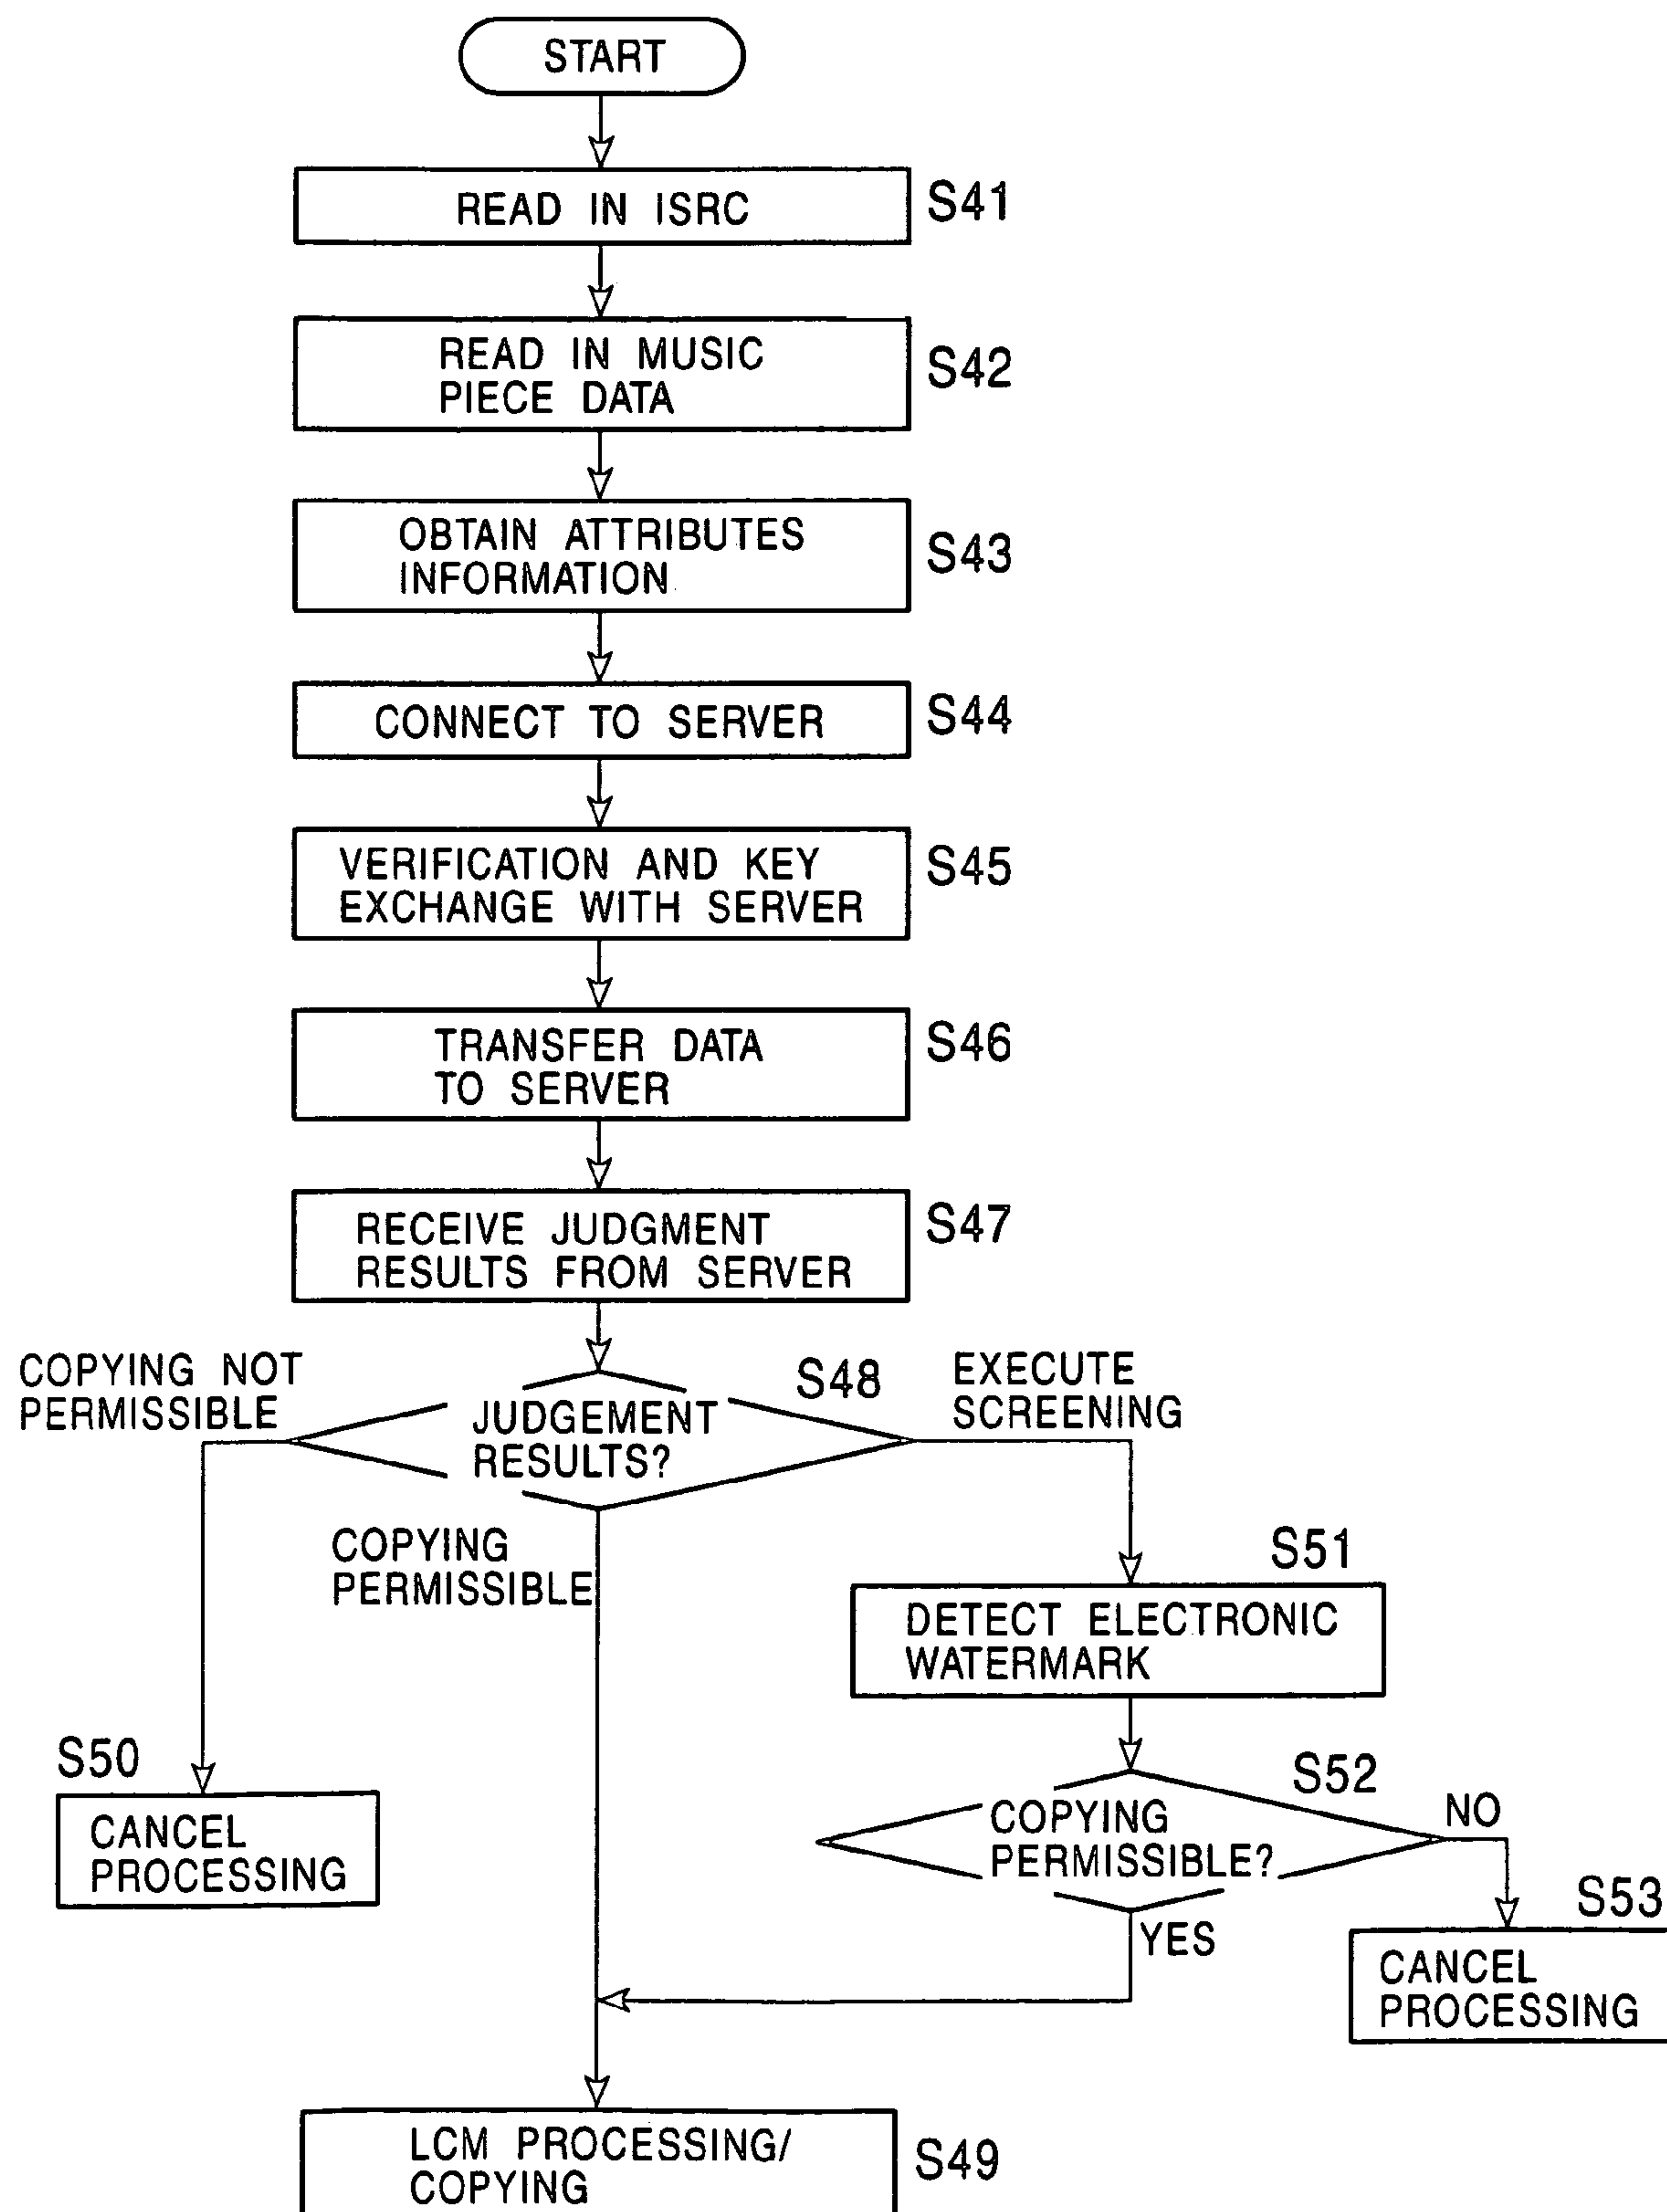 START
READ IN ISRC
S41
READ IN MUSIC
PIECE DATA
S42
OBTAIN ATTRIBUTES
INFORMATION
S43
CONNECT TO SERVER
S44
VERIFICATION AND KEY
EXCHANGE WITH SERVER
S45
TRANSFER DATA
TO SERVER
S46
RECEIVE JUDGMENT
RESULTS FROM SERVER
S47
COPYING NOT
PERMISSIBLE
JUDGEMENT
RESULTS?
S48
EXECUTE
SCREENING
COPYING
PERMISSIBLE
S51
DETECT ELECTRONIC
WATERMARK
S50
CANCEL
PROCESSING
S52
COPYING
PERMISSIBLE?
NO
YES
S53
CANCEL
PROCESSING
LCM PROCESSING/
COPYING
S49